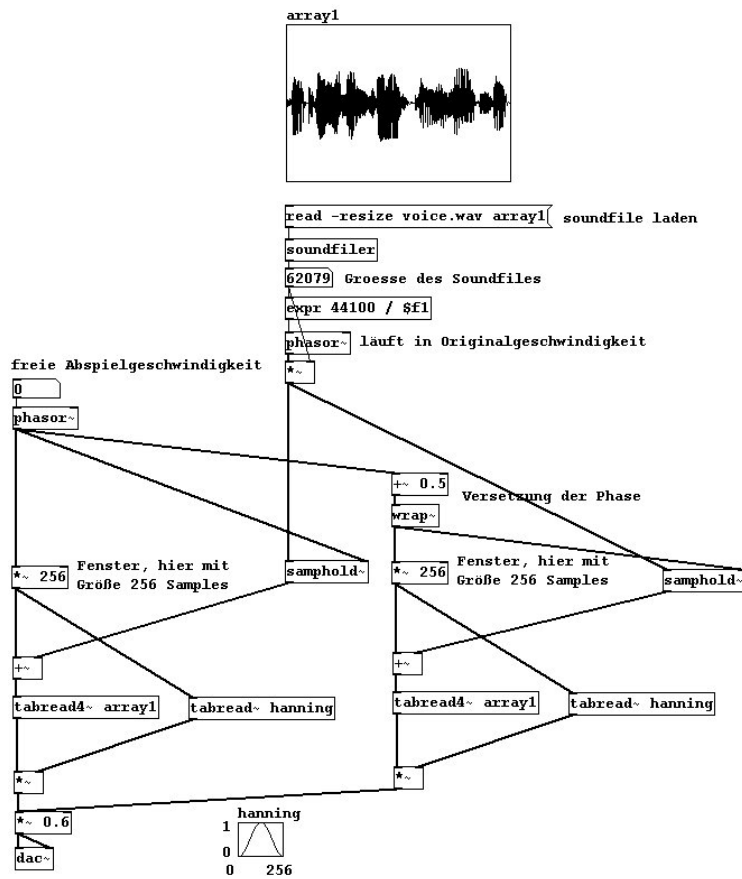 array1
read -resize voice.wav array1
soundfile laden
soundfiler
62079
Groesse des Soundfiles
expr 44100 / $f1
phasor~
läuft in Originalgeschwindigkeit
*~
freie Abspielgeschwindigkeit
0
phasor~
+~ 0.5
Versetzung der Phase
wrap~
*~ 256
Fenster, hier mit
Größe 256 Samples
samphold~
*~ 256
Fenster, hier mit
Größe 256 Samples
samphold~
+~
+~
tabread4~ array1
tabread~ hanning
tabread4~ array1
tabread~ hanning
*~
*~
*~ 0.6
dac~
hanning
1
0
0 256